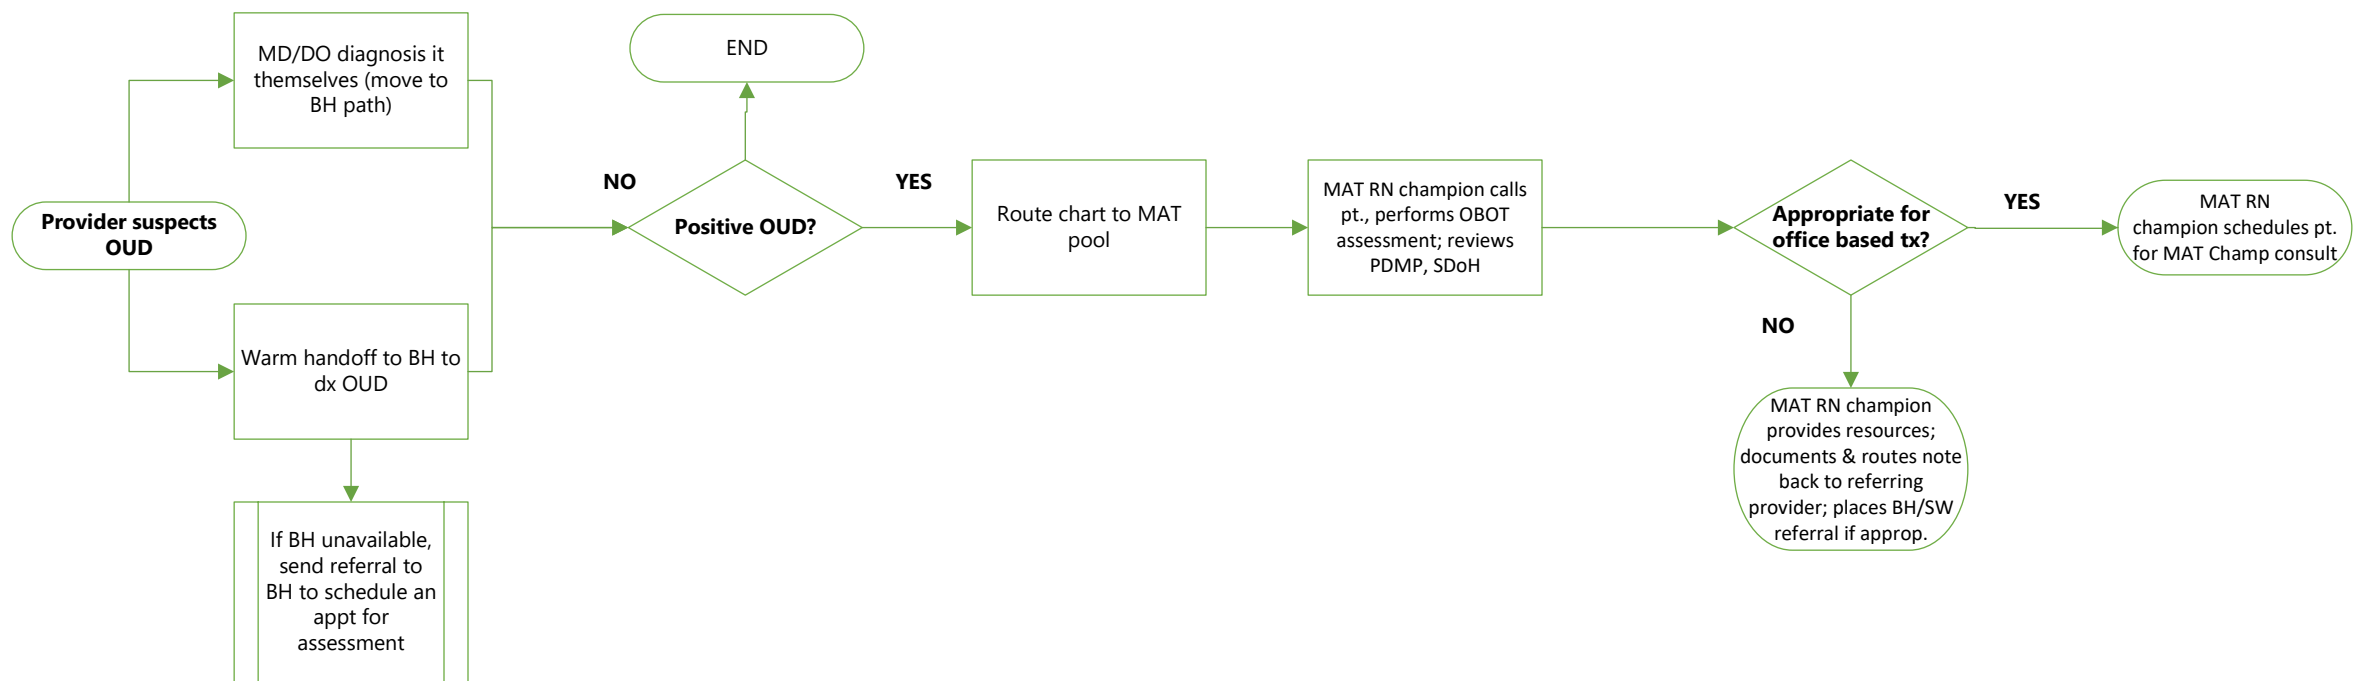 MD/DO diagnosis it
themselves (move to
BH path)
END
Provider suspects
OUD
Warm handoff to BH to
dx OUD
If BH unavailable,
send referral to
BH to schedule an
appt for
assessment
NO
Positive OUD?
YES
Route chart to MAT
pool
MAT RN champion calls
pt., performs OBOT
assessment; reviews
PDMP, SDoH
Appropriate for
office based tx?
YES
MAT RN
champion schedules pt.
for MAT Champ consult
NO
MAT RN champion
provides resources;
documents & routes note
back to referring
provider; places BH/SW
referral if approp.